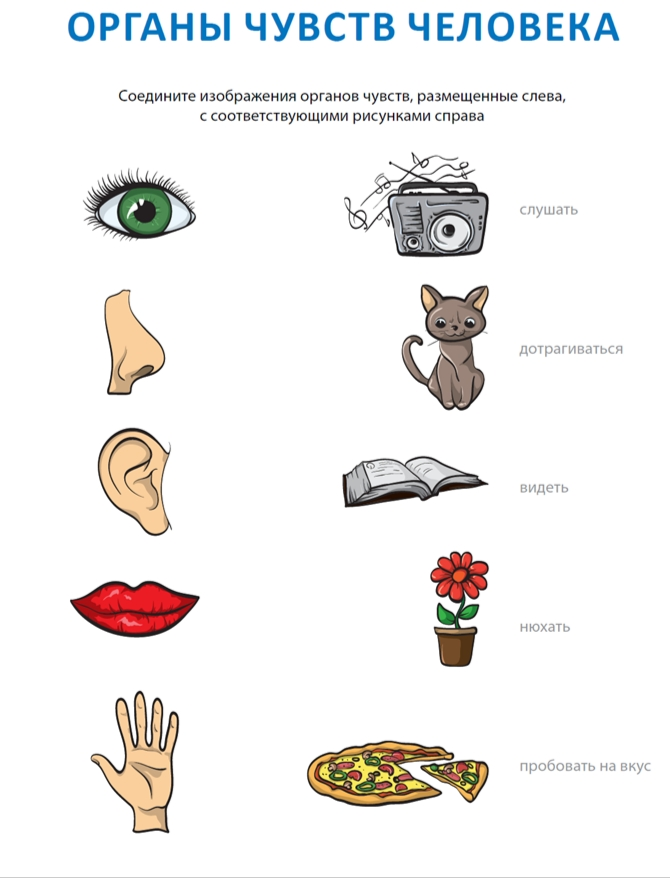 ОРГАНЫ ЧУВСТВ ЧЕЛОВЕКА
Соедините изображения органов чувств, размещенные слева,
с соответствующими рисунками справа
слушать
дотрагиваться
видеть
нюхать
пробовать на вкус